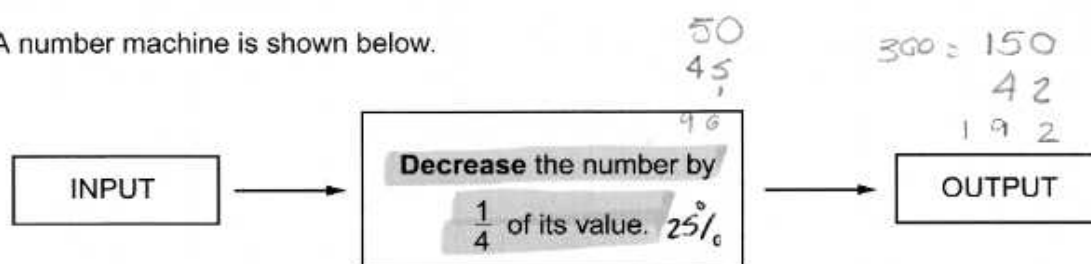 A number machine is shown below.
50
45
96
300 = 150
42
192
INPUT
Decrease the number by
1/4 of its value. 25%
OUTPUT